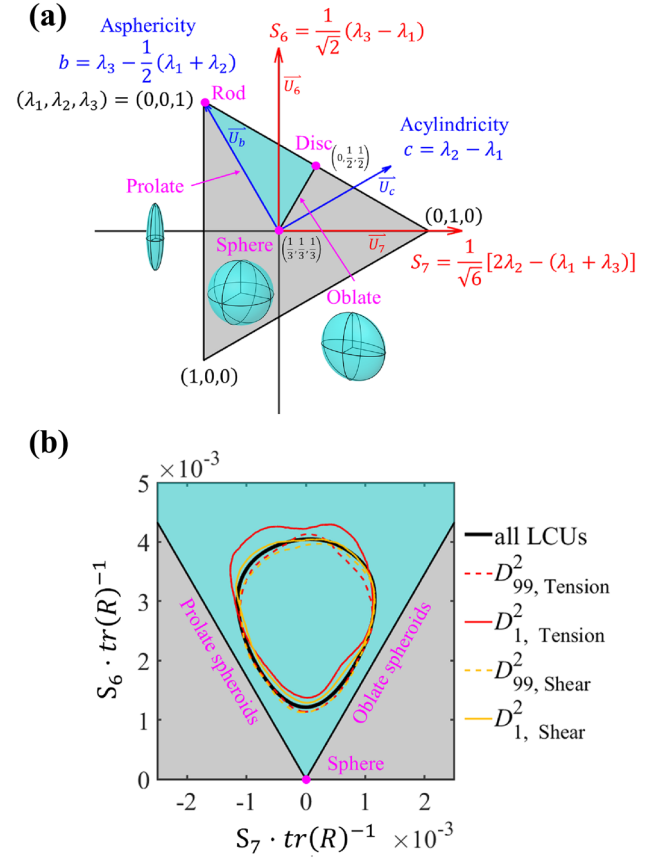 (a)
Asphericity
b = λ₃ − 1/2 (λ₁ + λ₂)
S₆ = 1/√2 (λ₃ − λ₁)
(λ₁, λ₂, λ₃) = (0,0,1)
Rod
U₆
U_b
Disc
(0, 1/2, 1/2)
Acylindricity
c = λ₂ − λ₁
U_c
Prolate
(0,1,0)
Sphere
(1/3, 1/3, 1/3)
U₇
S₇ = 1/√6 [2λ₂ − (λ₁ + λ₃)]
Oblate
(1,0,0)
(b)
×10⁻³
5
4
3
2
1
0
S₆ · tr(R)⁻¹
Prolate spheroids
Oblate spheroids
Sphere
-2
-1
0
1
2
S₇ · tr(R)⁻¹ ×10⁻³
all LCUs
D²₉₉, Tension
D²₁, Tension
D²₉₉, Shear
D²₁, Shear